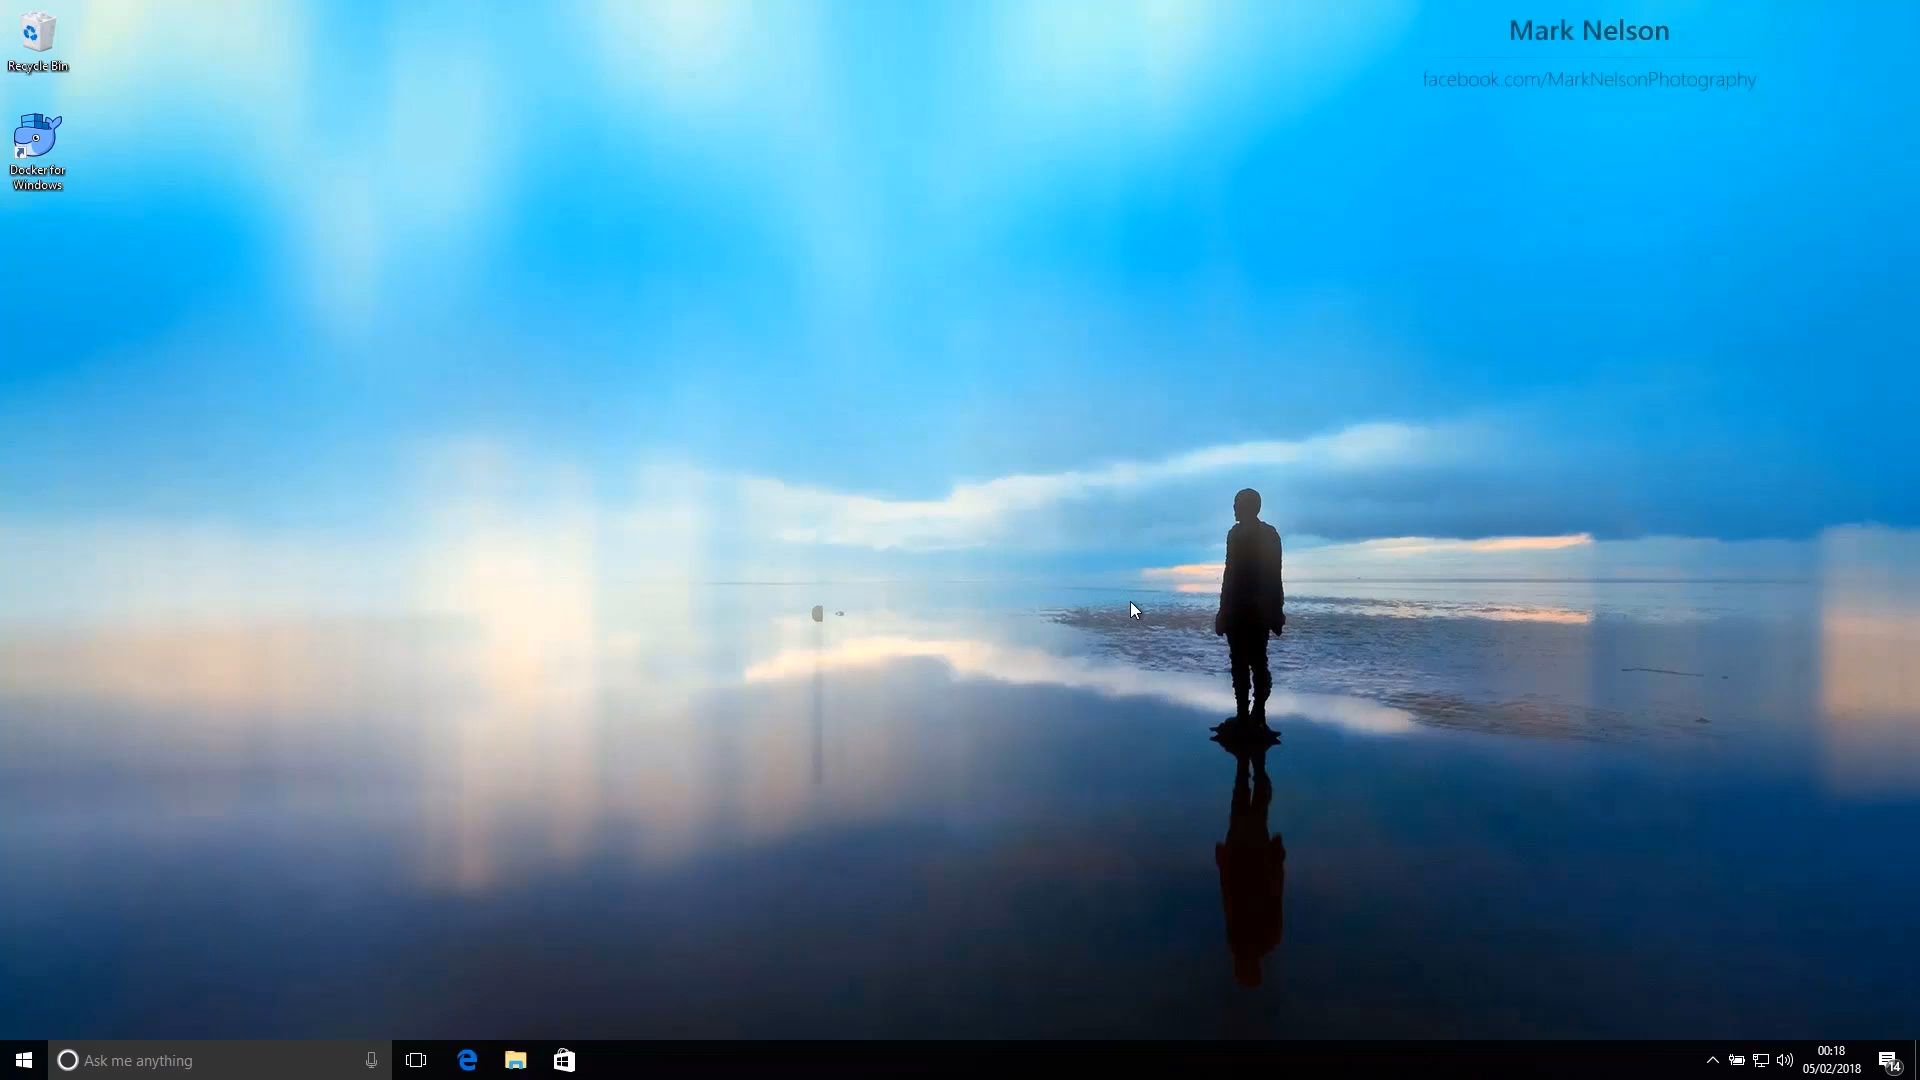 Mark Nelson
facebook.com/MarkNelsonPhotography
Recycle Bin
Docker for
Windows
Ask me anything
00:18
05/02/2018
14